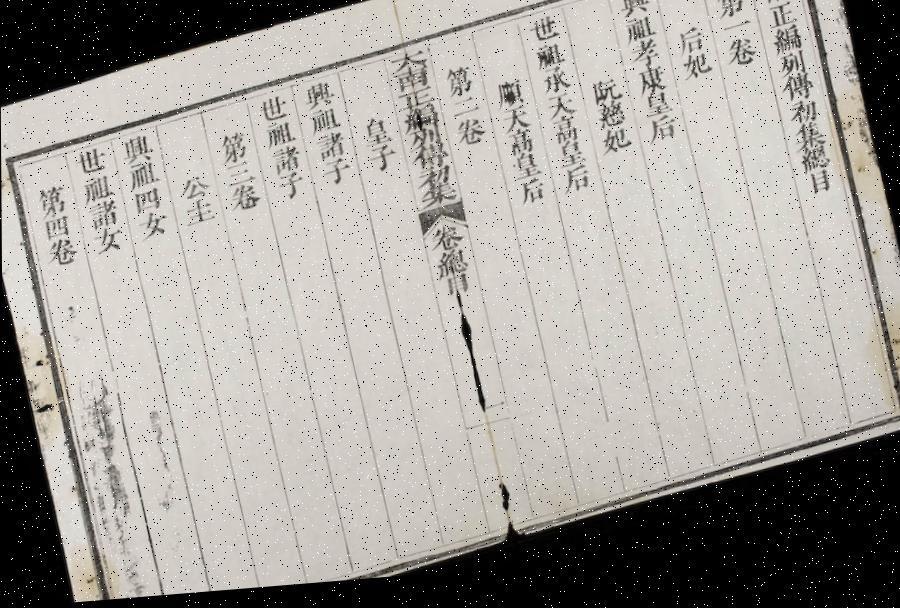 正編列傳初集總目
第一卷
后妃
興祖孝康皇后
阮慈妃
世祖承天高皇后
順天高皇后
第二卷
大南正編列傳初集 卷總目
皇子
興祖諸子
世祖諸子
第三卷
公主
興祖四女
世祖諸女
第四卷